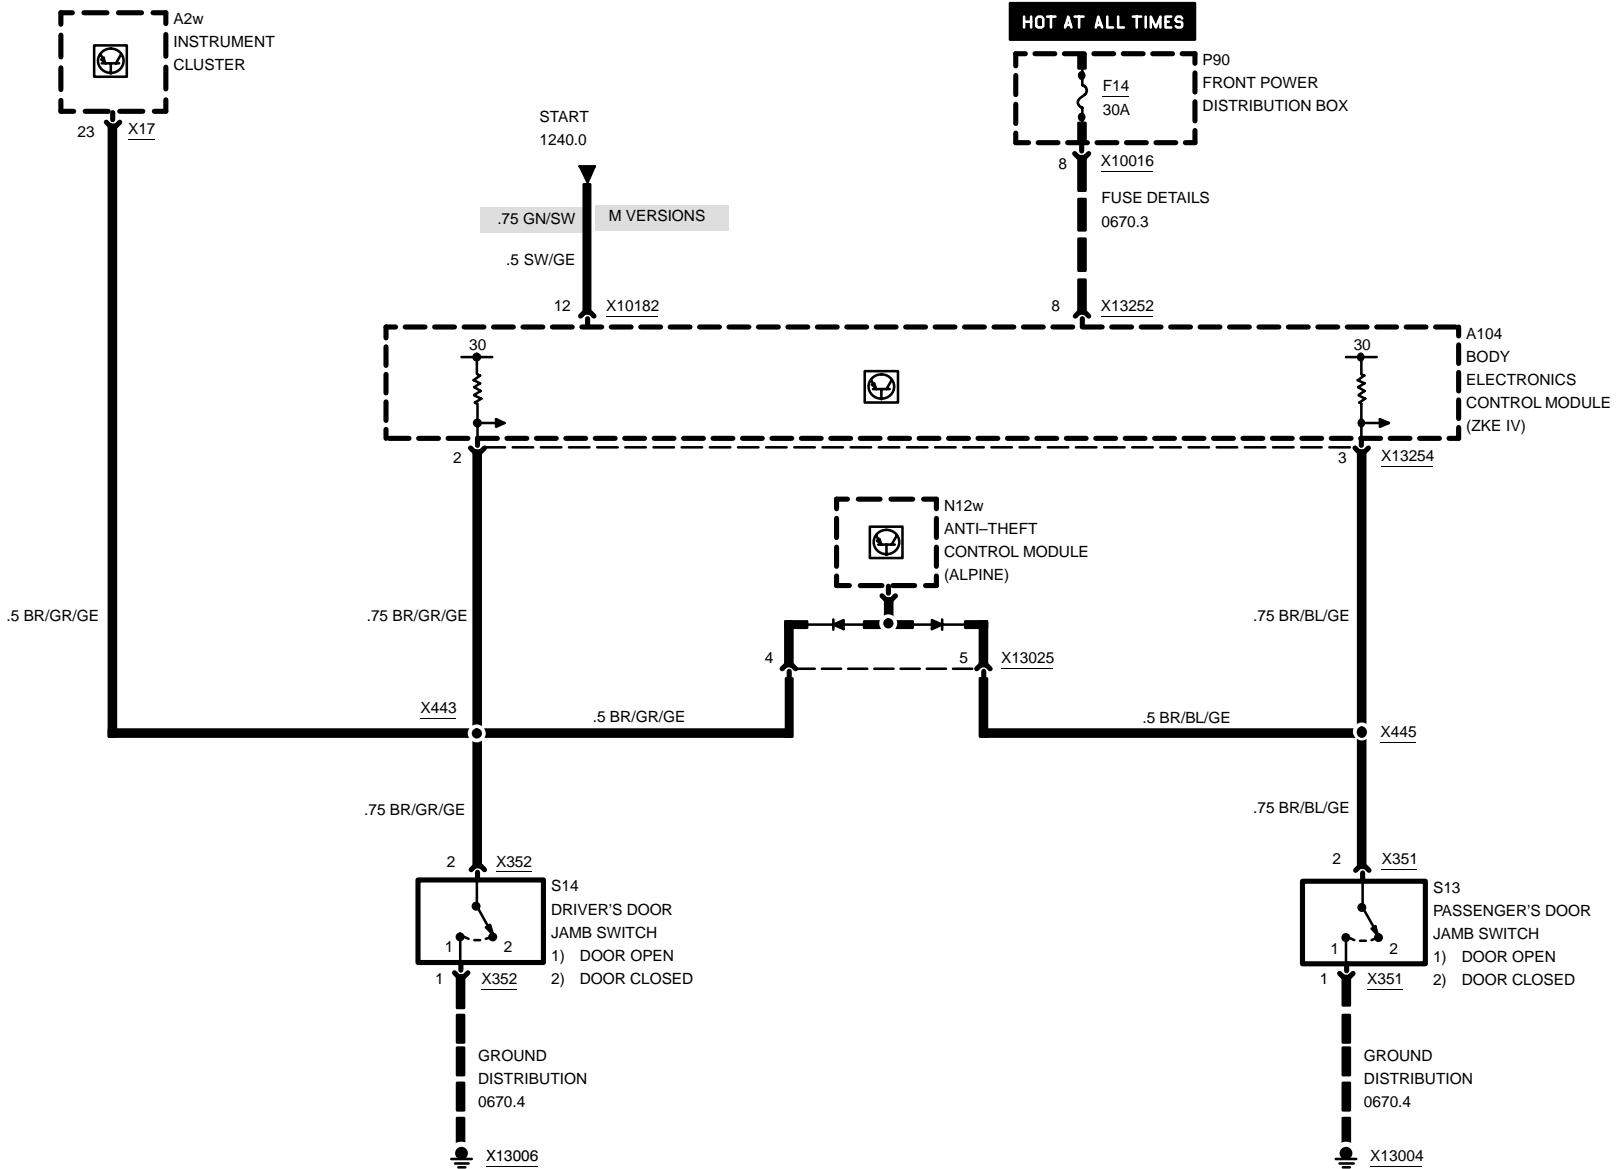 HOT AT ALL TIMES
A2w
INSTRUMENT
CLUSTER
23 X17
P90
FRONT POWER
DISTRIBUTION BOX
F14
30A
START
1240.0
8 X10016
FUSE DETAILS
0670.3
.75 GN/SW M VERSIONS
.5 SW/GE
12 X10182
8 X13252
30
30
A104
BODY
ELECTRONICS
CONTROL MODULE
(ZKE IV)
2
3 X13254
N12w
ANTI–THEFT
CONTROL MODULE
(ALPINE)
.5 BR/GR/GE
.75 BR/GR/GE
.75 BR/BL/GE
4
5 X13025
X443
.5 BR/GR/GE
.5 BR/BL/GE
X445
.75 BR/GR/GE
.75 BR/BL/GE
2 X352
S14
DRIVER'S DOOR
JAMB SWITCH
1) DOOR OPEN
2) DOOR CLOSED
1 2
1 X352
2 X351
S13
PASSENGER'S DOOR
JAMB SWITCH
1) DOOR OPEN
2) DOOR CLOSED
1 2
1 X351
GROUND
DISTRIBUTION
0670.4
X13006
GROUND
DISTRIBUTION
0670.4
X13004